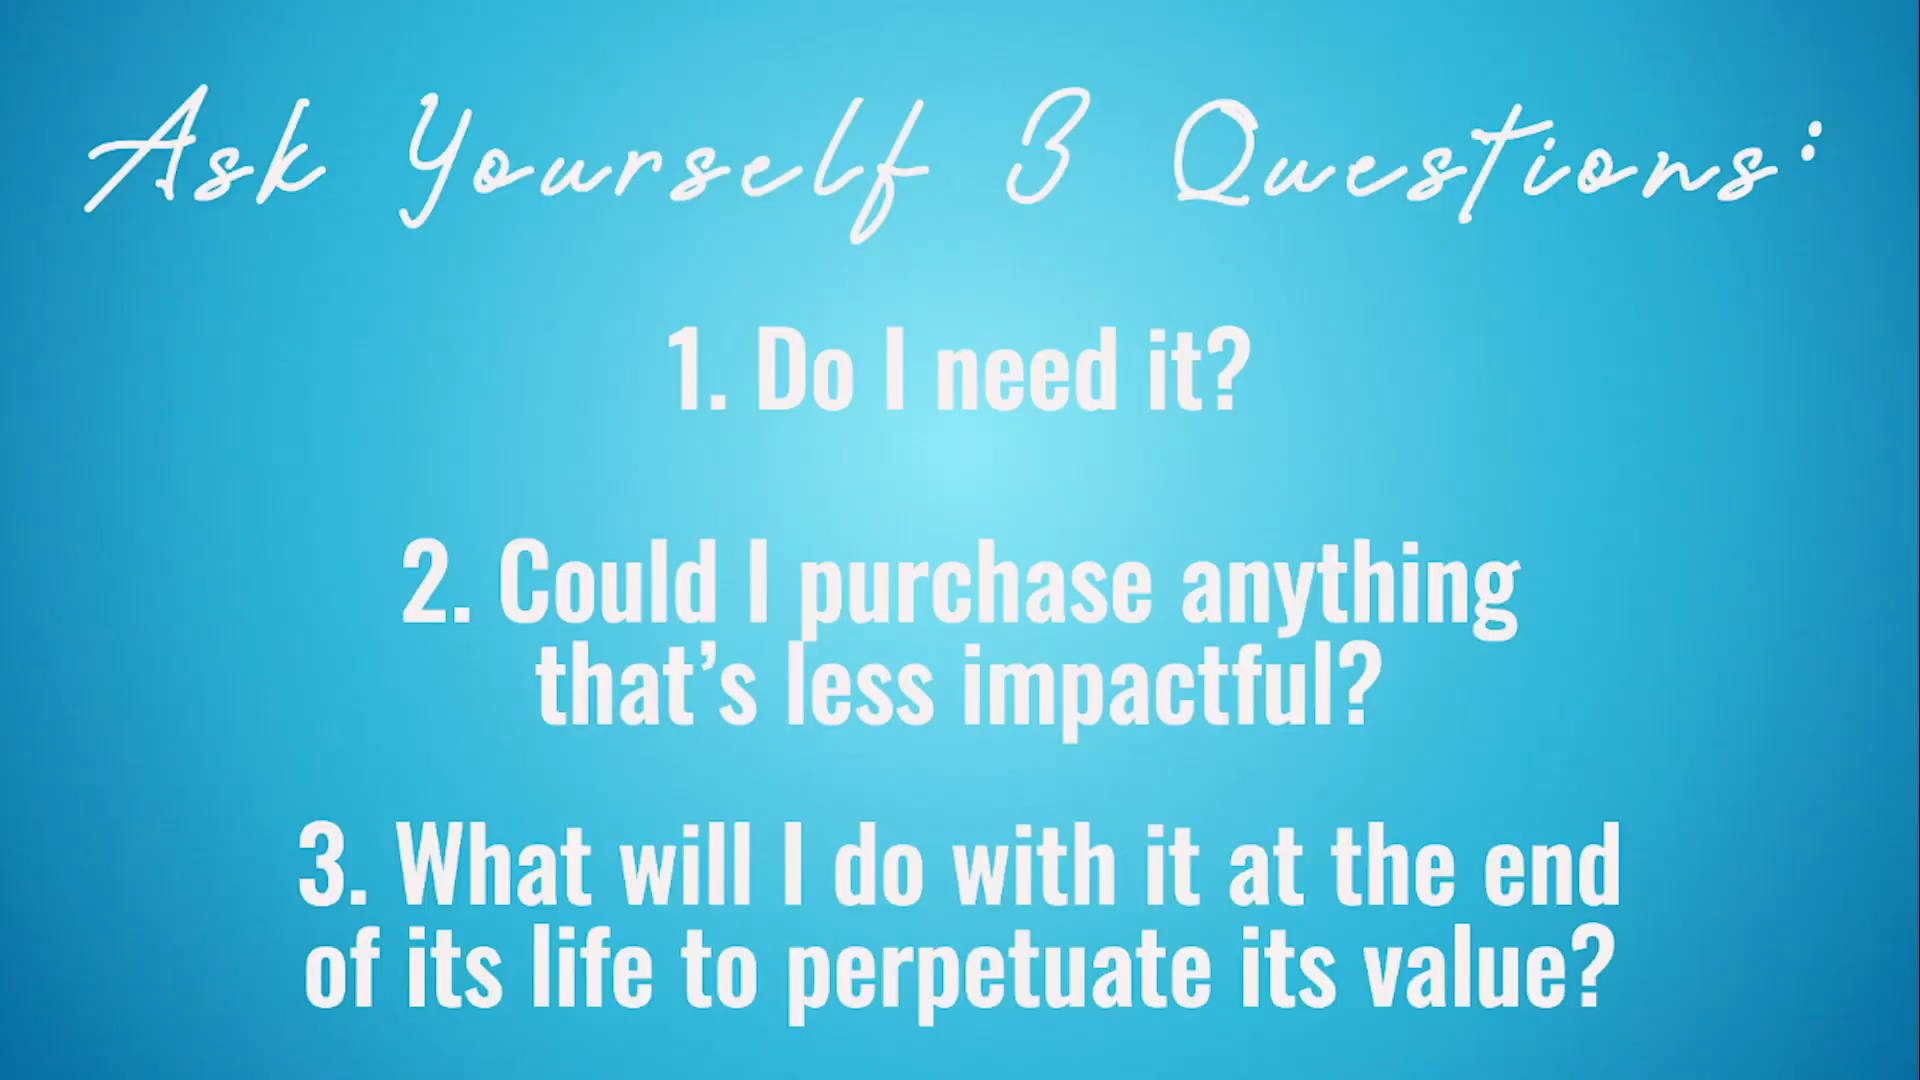 Ask Yourself 3 Questions:
1. Do I need it?
2. Could I purchase anything
that’s less impactful?
3. What will I do with it at the end
of its life to perpetuate its value?